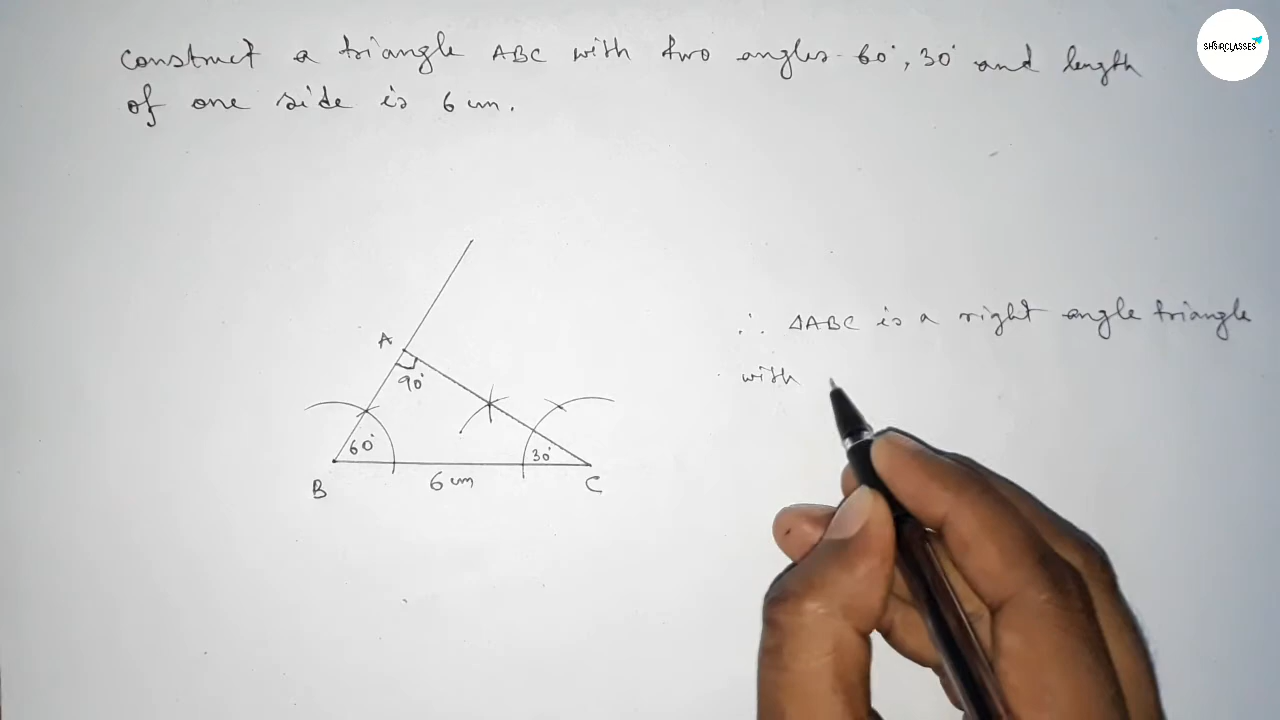 SHSIRCLASSES
construct a triangle ABC with two angles 60°, 30° and length
of one side is 6 cm.
∴ ΔABC is a right angle triangle
with
A
90°
60°
30°
B
6 cm
C